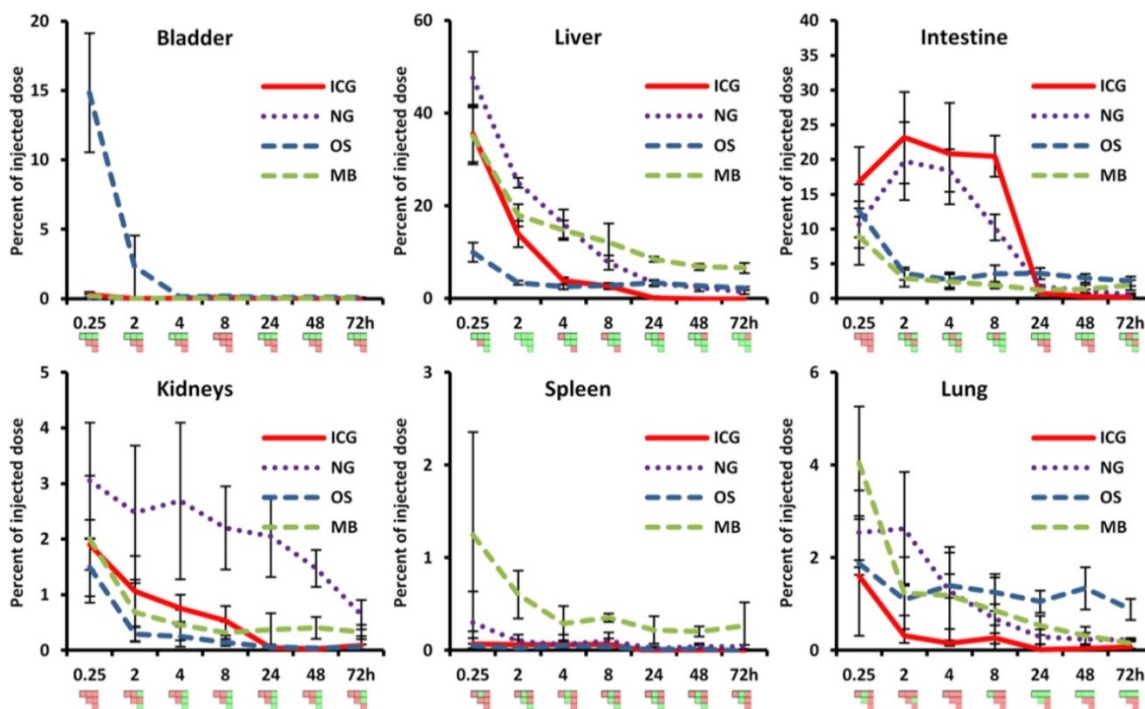 Bladder
Percent of injected dose
20
15
10
5
0
ICG
NG
OS
MB
0.25 2 4 8 24 48 72h
Liver
Percent of injected dose
60
40
20
0
ICG
NG
OS
MB
0.25 2 4 8 24 48 72h
Intestine
Percent of injected dose
40
35
30
25
20
15
10
5
0
ICG
NG
OS
MB
0.25 2 4 8 24 48 72h
Kidneys
Percent of injected dose
5
4
3
2
1
0
ICG
NG
OS
MB
0.25 2 4 8 24 48 72h
Spleen
Percent of injected dose
3
2
1
0
ICG
NG
OS
MB
0.25 2 4 8 24 48 72h
Lung
Percent of injected dose
6
4
2
0
ICG
NG
OS
MB
0.25 2 4 8 24 48 72h